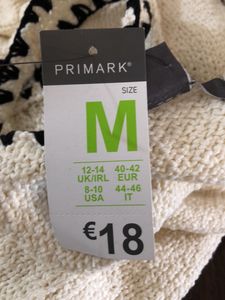 PRIMARK®
SIZE
M
12-14 40-42
UK/IRL EUR
8-10 44-46
USA IT
€18